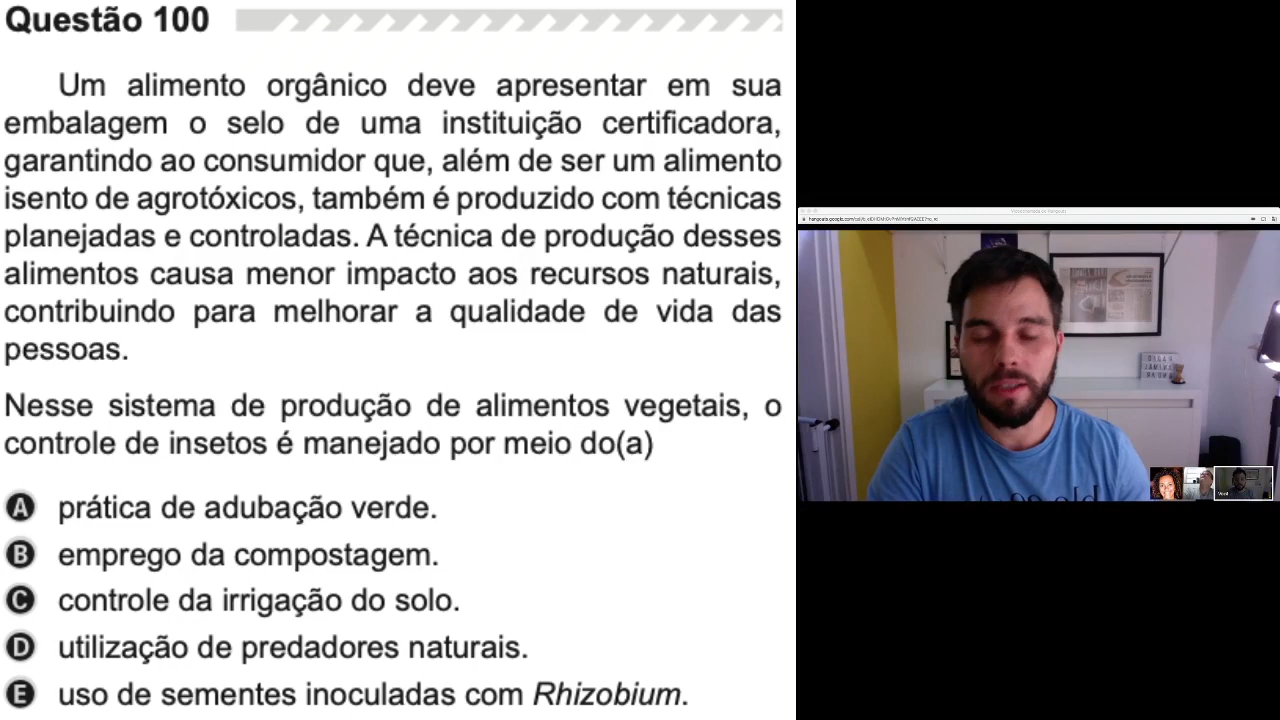 Questão 100
Um alimento orgânico deve apresentar em sua
embalagem o selo de uma instituição certificadora,
garantindo ao consumidor que, além de ser um alimento
isento de agrotóxicos, também é produzido com técnicas
planejadas e controladas. A técnica de produção desses
alimentos causa menor impacto aos recursos naturais,
contribuindo para melhorar a qualidade de vida das
pessoas.
Nesse sistema de produção de alimentos vegetais, o
controle de insetos é manejado por meio do(a)
A prática de adubação verde.
B emprego da compostagem.
C controle da irrigação do solo.
D utilização de predadores naturais.
E uso de sementes inoculadas com Rhizobium.
Você